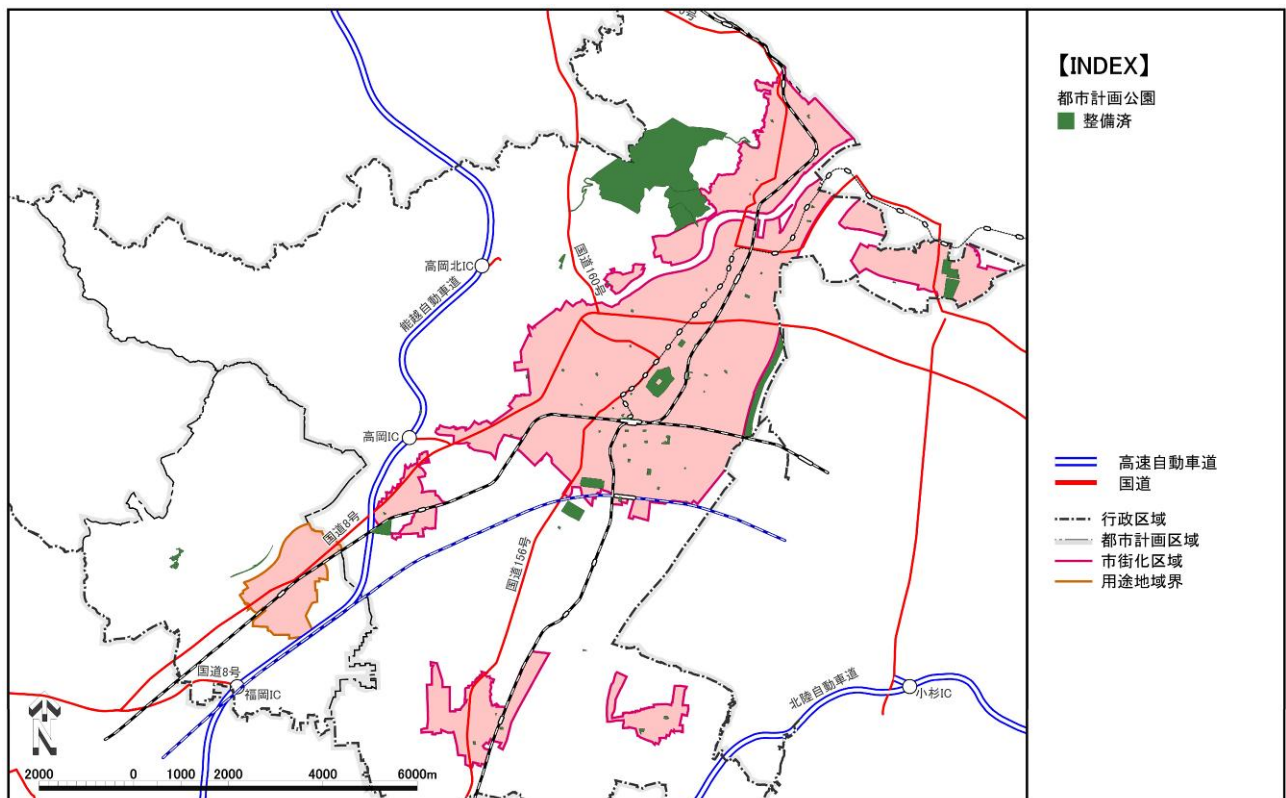 【INDEX】
都市計画公園
整備済
高速自動車道
国道
行政区域
都市計画区域
市街化区域
用途地域界
高岡北IC
能越自動車道
国道160号
高岡IC
国道8号
国道156号
国道8号
福岡IC
北陸自動車道
小杉IC
N
2000 0 1000 2000 4000 6000m